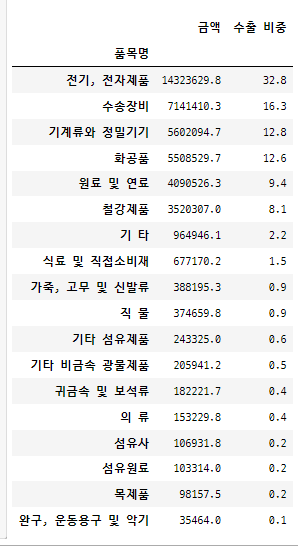 금액 수출 비중
품목명
전기, 전자제품 14323629.8 32.8
수송장비 7141410.3 16.3
기계류와 정밀기기 5602094.7 12.8
화공품 5508529.7 12.6
원료 및 연료 4090526.3 9.4
철강제품 3520307.0 8.1
기 타 964946.1 2.2
식료 및 직접소비재 677170.2 1.5
가죽, 고무 및 신발류 388195.3 0.9
직 물 374659.8 0.9
기타 섬유제품 243325.0 0.6
기타 비금속 광물제품 205941.2 0.5
귀금속 및 보석류 182221.7 0.4
의 류 153229.8 0.4
섬유사 106931.8 0.2
섬유원료 103314.0 0.2
목제품 98157.5 0.2
완구, 운동용구 및 악기 35464.0 0.1